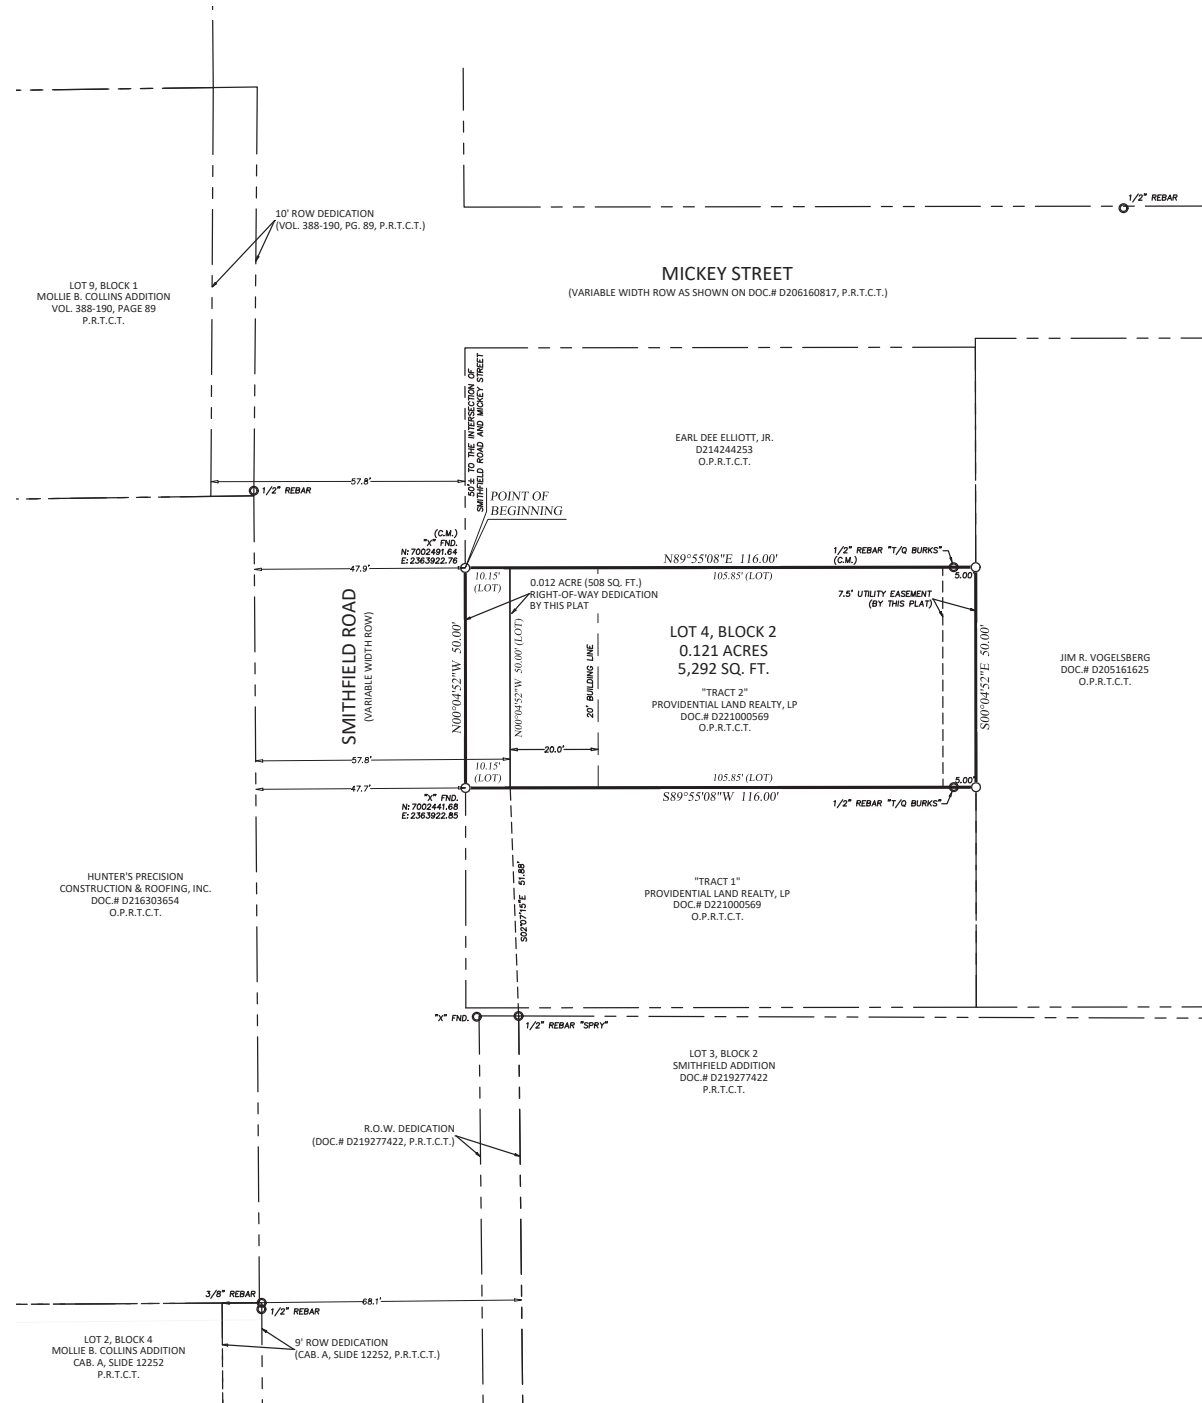 1/2" REBAR
10' ROW DEDICATION
(VOL. 388-190, PG. 89, P.R.T.C.T.)
MICKEY STREET
(VARIABLE WIDTH ROW AS SHOWN ON DOC.# D206160817, P.R.T.C.T.)
LOT 9, BLOCK 1
MOLLIE B. COLLINS ADDITION
VOL. 388-190, PAGE 89
P.R.T.C.T.
50'± TO THE INTERSECTION OF
SMITHFIELD ROAD AND MICKEY STREET
EARL DEE ELLIOTT, JR.
D214244253
O.P.R.T.C.T.
57.8'
1/2" REBAR
POINT OF
BEGINNING
(C.M.)
"X" FND.
N: 7002491.64
E: 2363922.76
N89°55'08"E 116.00'
1/2" REBAR "T/Q BURKS"
(C.M.)
47.9'
10.15'
(LOT)
105.85' (LOT)
5.00'
0.012 ACRE (508 SQ. FT.)
RIGHT-OF-WAY DEDICATION
BY THIS PLAT
7.5' UTILITY EASEMENT
(BY THIS PLAT)
SMITHFIELD ROAD
(VARIABLE WIDTH ROW)
N00°04'52"W 50.00'
N00°04'52"W 50.00' (LOT)
20' BUILDING LINE
LOT 4, BLOCK 2
0.121 ACRES
5,292 SQ. FT.
"TRACT 2"
PROVIDENTIAL LAND REALTY, LP
DOC.# D221000569
O.P.R.T.C.T.
S00°04'52"E 50.00'
JIM R. VOGELSBERG
DOC.# D205161625
O.P.R.T.C.T.
20.0'
57.8'
10.15'
(LOT)
105.85' (LOT)
5.00'
47.7'
"X" FND.
N: 7002441.68
E: 2363922.85
S89°55'08"W 116.00'
1/2" REBAR "T/Q BURKS"
S02°07'15"E 51.88'
HUNTER'S PRECISION
CONSTRUCTION & ROOFING, INC.
DOC.# D216303654
O.P.R.T.C.T.
"TRACT 1"
PROVIDENTIAL LAND REALTY, LP
DOC.# D221000569
O.P.R.T.C.T.
"X" FND.
1/2" REBAR "SPRY"
LOT 3, BLOCK 2
SMITHFIELD ADDITION
DOC.# D219277422
P.R.T.C.T.
R.O.W. DEDICATION
(DOC.# D219277422, P.R.T.C.T.)
3/8" REBAR
68.1'
1/2" REBAR
LOT 2, BLOCK 4
MOLLIE B. COLLINS ADDITION
CAB. A, SLIDE 12252
P.R.T.C.T.
9' ROW DEDICATION
(CAB. A, SLIDE 12252, P.R.T.C.T.)